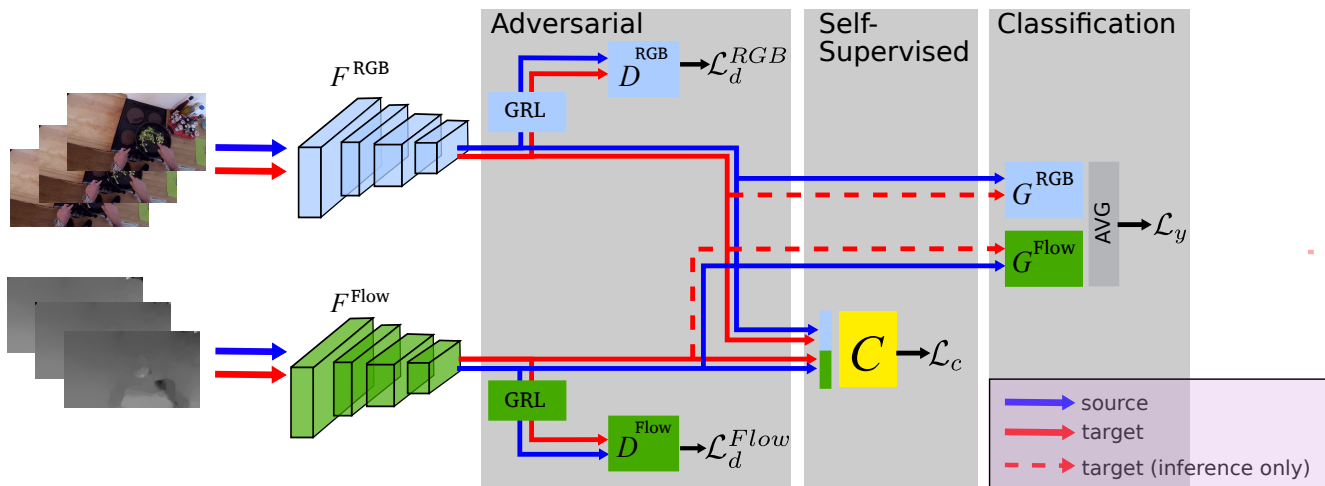 Adversarial
Self-
Supervised
Classification
F^RGB
D^RGB
ℒ_d^RGB
GRL
G^RGB
G^Flow
AVG
ℒ_y
F^Flow
C
ℒ_c
GRL
D^Flow
ℒ_d^Flow
source
target
target (inference only)